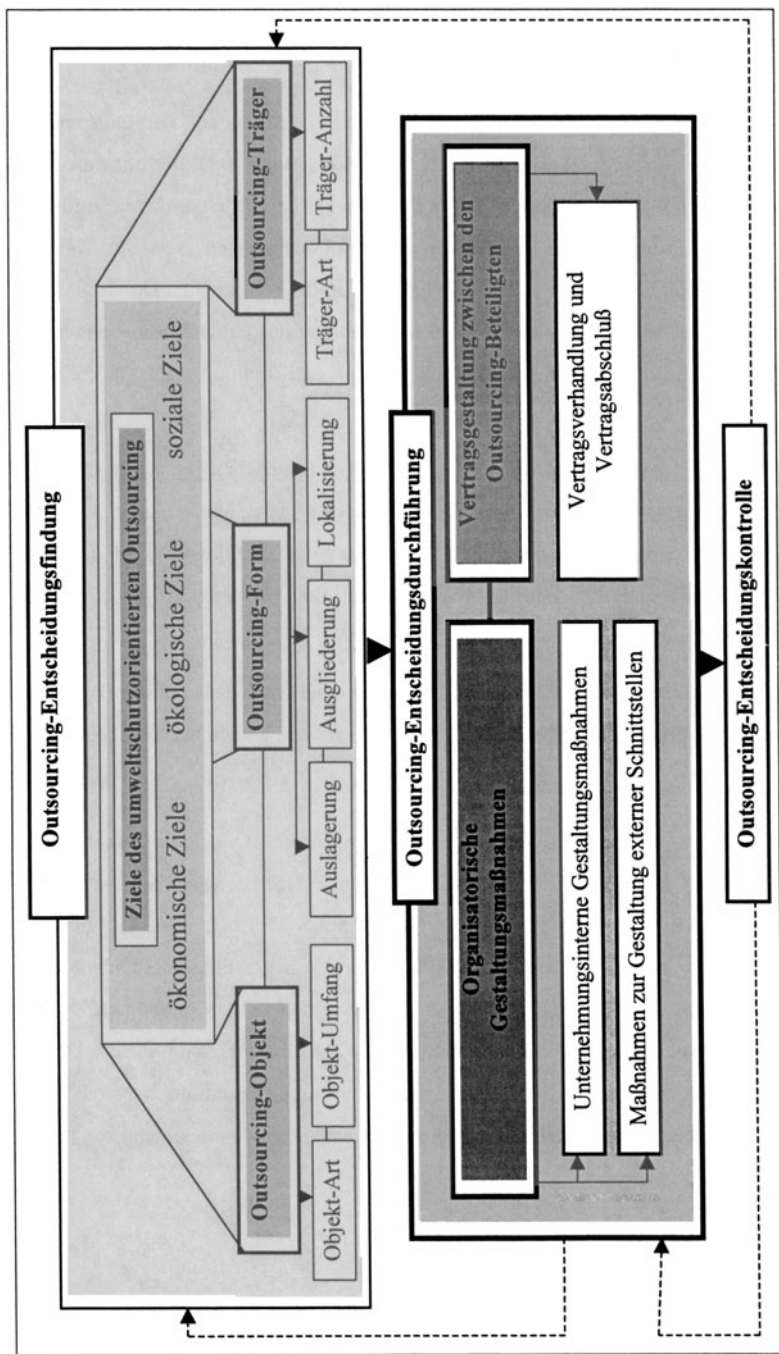 Outsourcing-Entscheidungsfindung
Ziele des umweltschutzorientierten Outsourcing
ökonomische Ziele
ökologische Ziele
soziale Ziele
Outsourcing-Objekt
Outsourcing-Form
Outsourcing-Träger
Objekt-Art
Objekt-Umfang
Auslagerung
Ausgliederung
Lokalisierung
Träger-Art
Träger-Anzahl
Outsourcing-Entscheidungsdurchführung
Organisatorische
Gestaltungsmaßnahmen
Vertragsgestaltung zwischen den
Outsourcing-Beteiligten
Unternehmungsinterne Gestaltungsmaßnahmen
Maßnahmen zur Gestaltung externer Schnittstellen
Vertragsverhandlung und
Vertragsabschluß
Outsourcing-Entscheidungskontrolle